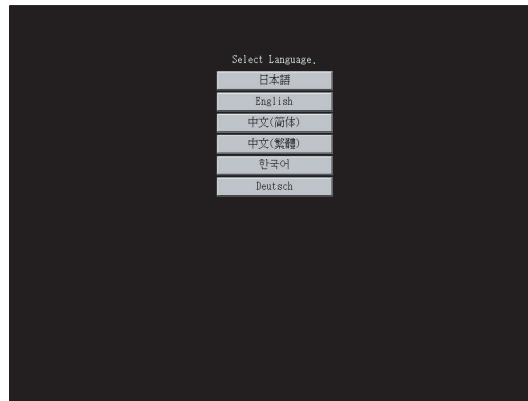 Select Language.
日本語
English
中文(简体)
中文(繁體)
한국어
Deutsch